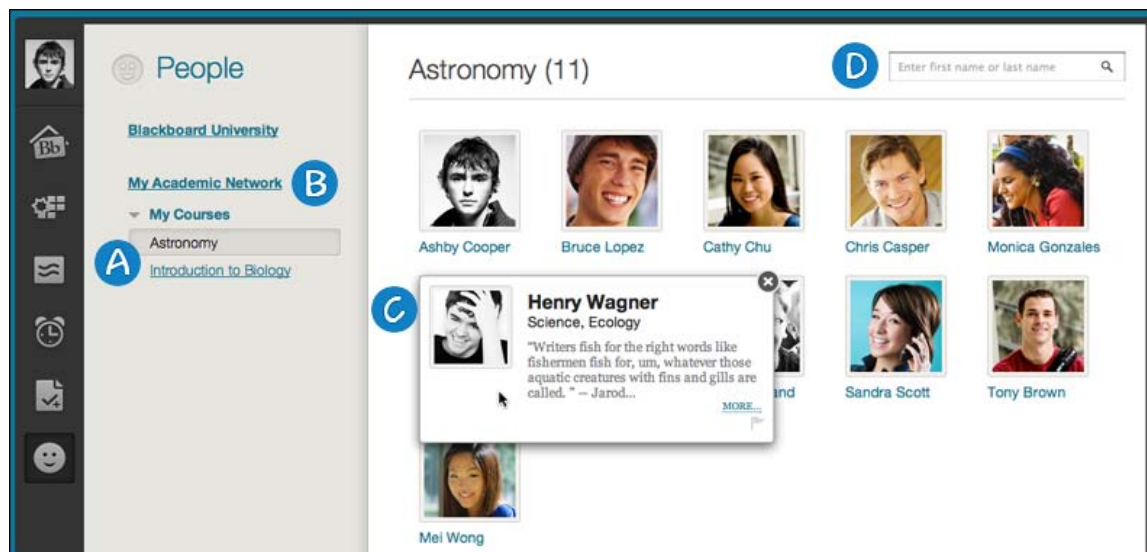 People
Blackboard University
My Academic Network
B
My Courses
A
Astronomy
Introduction to Biology
Bb
Astronomy (11)
D
Enter first name or last name
Ashby Cooper
Bruce Lopez
Cathy Chu
Chris Casper
Monica Gonzales
C
Henry Wagner
Science, Ecology
"Writers fish for the right words like
fishermen fish for, um, whatever those
aquatic creatures with fins and gills are
called. " – Jarod...
MORE...
and
Sandra Scott
Tony Brown
Mei Wong